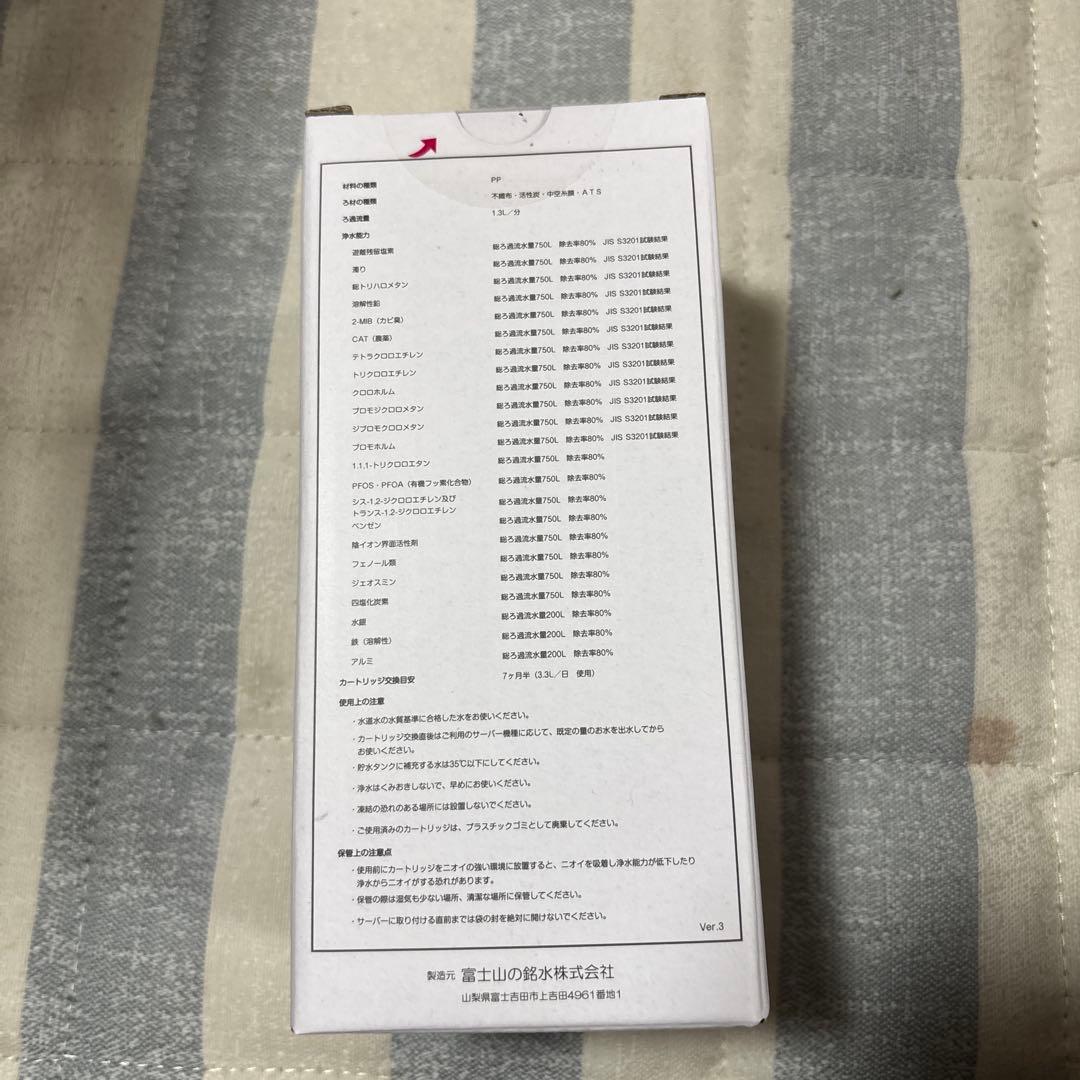 材料の種類 PP
ろ材の種類 不織布・活性炭・中空糸膜・ATS
ろ過流量 1.3L/分
浄水能力
遊離残留塩素 総ろ過流水量750L 除去率80% JIS S3201試験結果
濁り 総ろ過流水量750L 除去率80% JIS S3201試験結果
総トリハロメタン 総ろ過流水量750L 除去率80% JIS S3201試験結果
溶解性鉛 総ろ過流水量750L 除去率80% JIS S3201試験結果
2-MIB(カビ臭) 総ろ過流水量750L 除去率80% JIS S3201試験結果
CAT(農薬) 総ろ過流水量750L 除去率80% JIS S3201試験結果
テトラクロロエチレン 総ろ過流水量750L 除去率80% JIS S3201試験結果
トリクロロエチレン 総ろ過流水量750L 除去率80% JIS S3201試験結果
クロロホルム 総ろ過流水量750L 除去率80% JIS S3201試験結果
ブロモジクロロメタン 総ろ過流水量750L 除去率80% JIS S3201試験結果
ジブロモクロロメタン 総ろ過流水量750L 除去率80% JIS S3201試験結果
ブロモホルム 総ろ過流水量750L 除去率80% JIS S3201試験結果
1.1.1-トリクロロエタン 総ろ過流水量750L 除去率80%
PFOS・PFOA(有機フッ素化合物) 総ろ過流水量750L 除去率80%
シス-1.2-ジクロロエチレン及び
トランス-1.2-ジクロロエチレン 総ろ過流水量750L 除去率80%
ベンゼン 総ろ過流水量750L 除去率80%
陰イオン界面活性剤 総ろ過流水量750L 除去率80%
フェノール類 総ろ過流水量750L 除去率80%
ジェオスミン 総ろ過流水量750L 除去率80%
四塩化炭素 総ろ過流水量750L 除去率80%
水銀 総ろ過流水量200L 除去率80%
鉄(溶解性) 総ろ過流水量200L 除去率80%
アルミ 総ろ過流水量200L 除去率80%
カートリッジ交換目安 7ヶ月半(3.3L/日 使用)
使用上の注意
・水道水の水質基準に合格した水をお使いください。
・カートリッジ交換直後はご利用のサーバー機種に応じて、既定の量のお水を出水してから
お使いください。
・貯水タンクに補充する水は35℃以下にしてください。
・浄水はくみおきしないで、早めにお使いください。
・凍結の恐れのある場所には設置しないでください。
・ご使用済みのカートリッジは、プラスチックゴミとして廃棄してください。
保管上の注意点
・使用前にカートリッジをニオイの強い環境に放置すると、ニオイを吸着し浄水能力が低下したり
浄水からニオイがする恐れがあります。
・保管の際は湿気も少ない場所、清潔な場所に保管してください。
・サーバーに取り付ける直前までは袋の封を絶対に開けないでください。
Ver.3
製造元 富士山の銘水株式会社
山梨県富士吉田市上吉田4961番地1